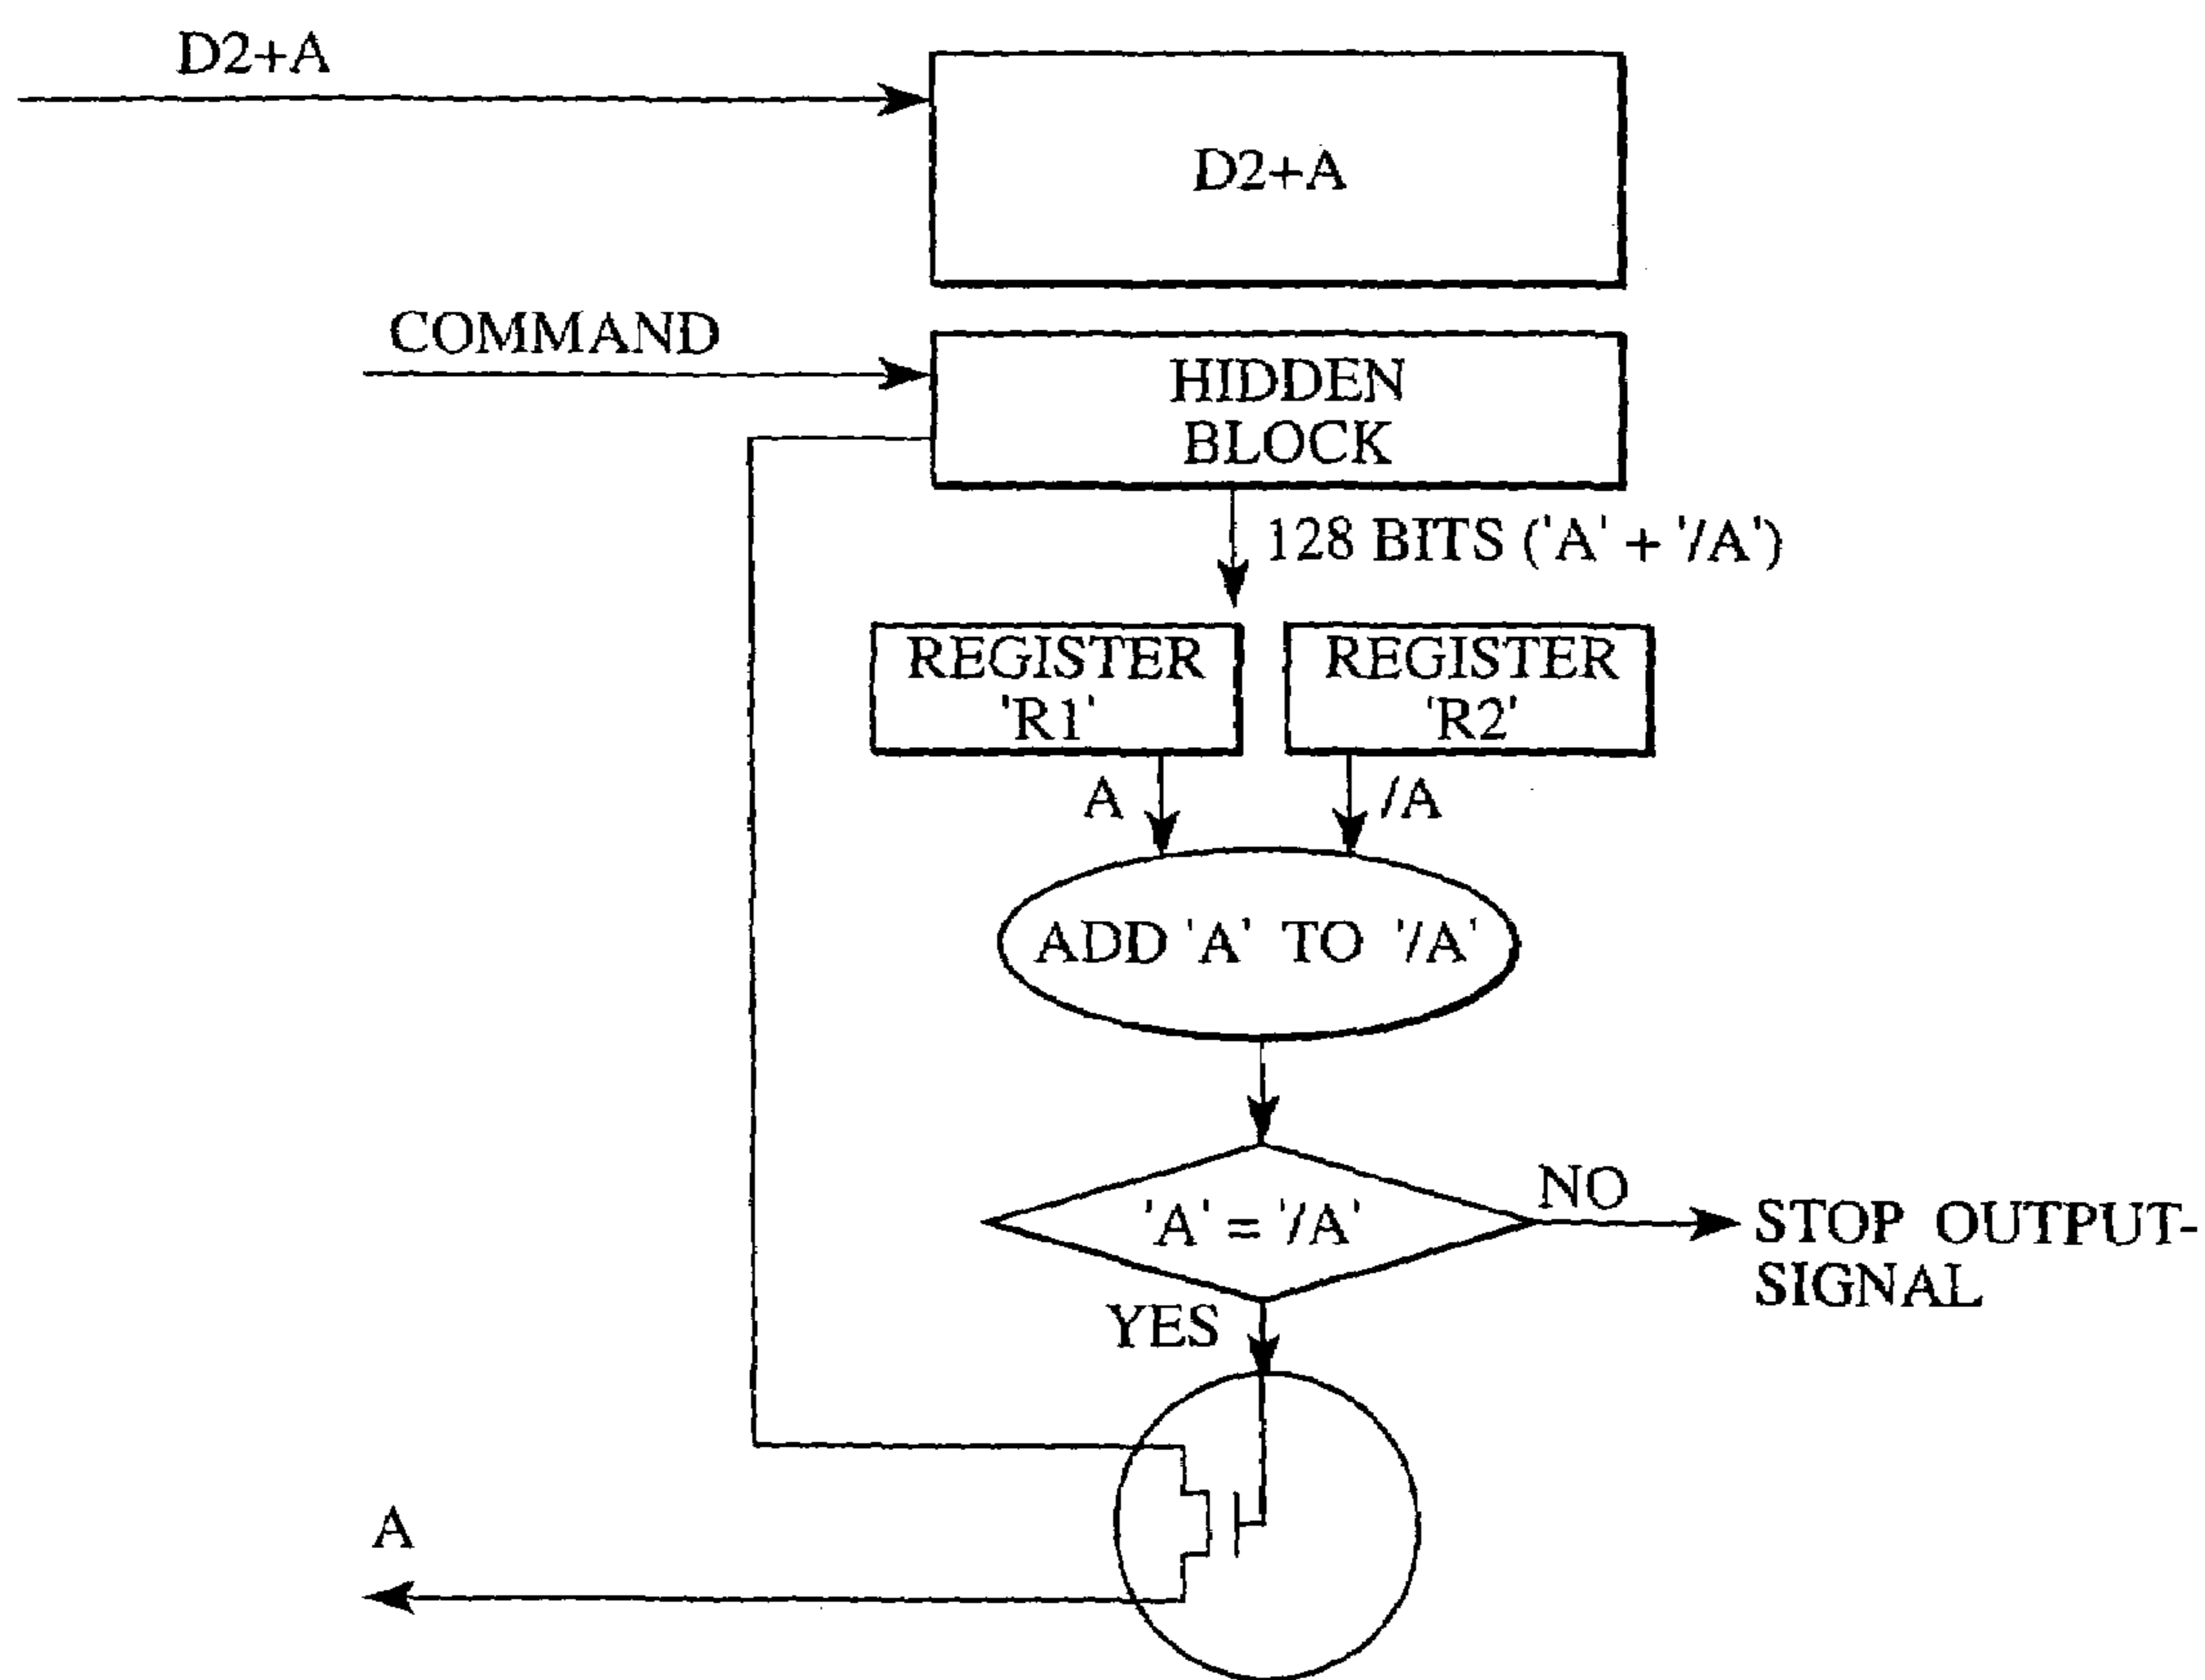 D2+A
D2+A
COMMAND
HIDDEN
BLOCK
128 BITS ('A' + '/A')
REGISTER
'R1'
REGISTER
'R2'
A
/A
ADD 'A' TO '/A'
'A' = '/A'
NO
STOP OUTPUT-
SIGNAL
YES
A